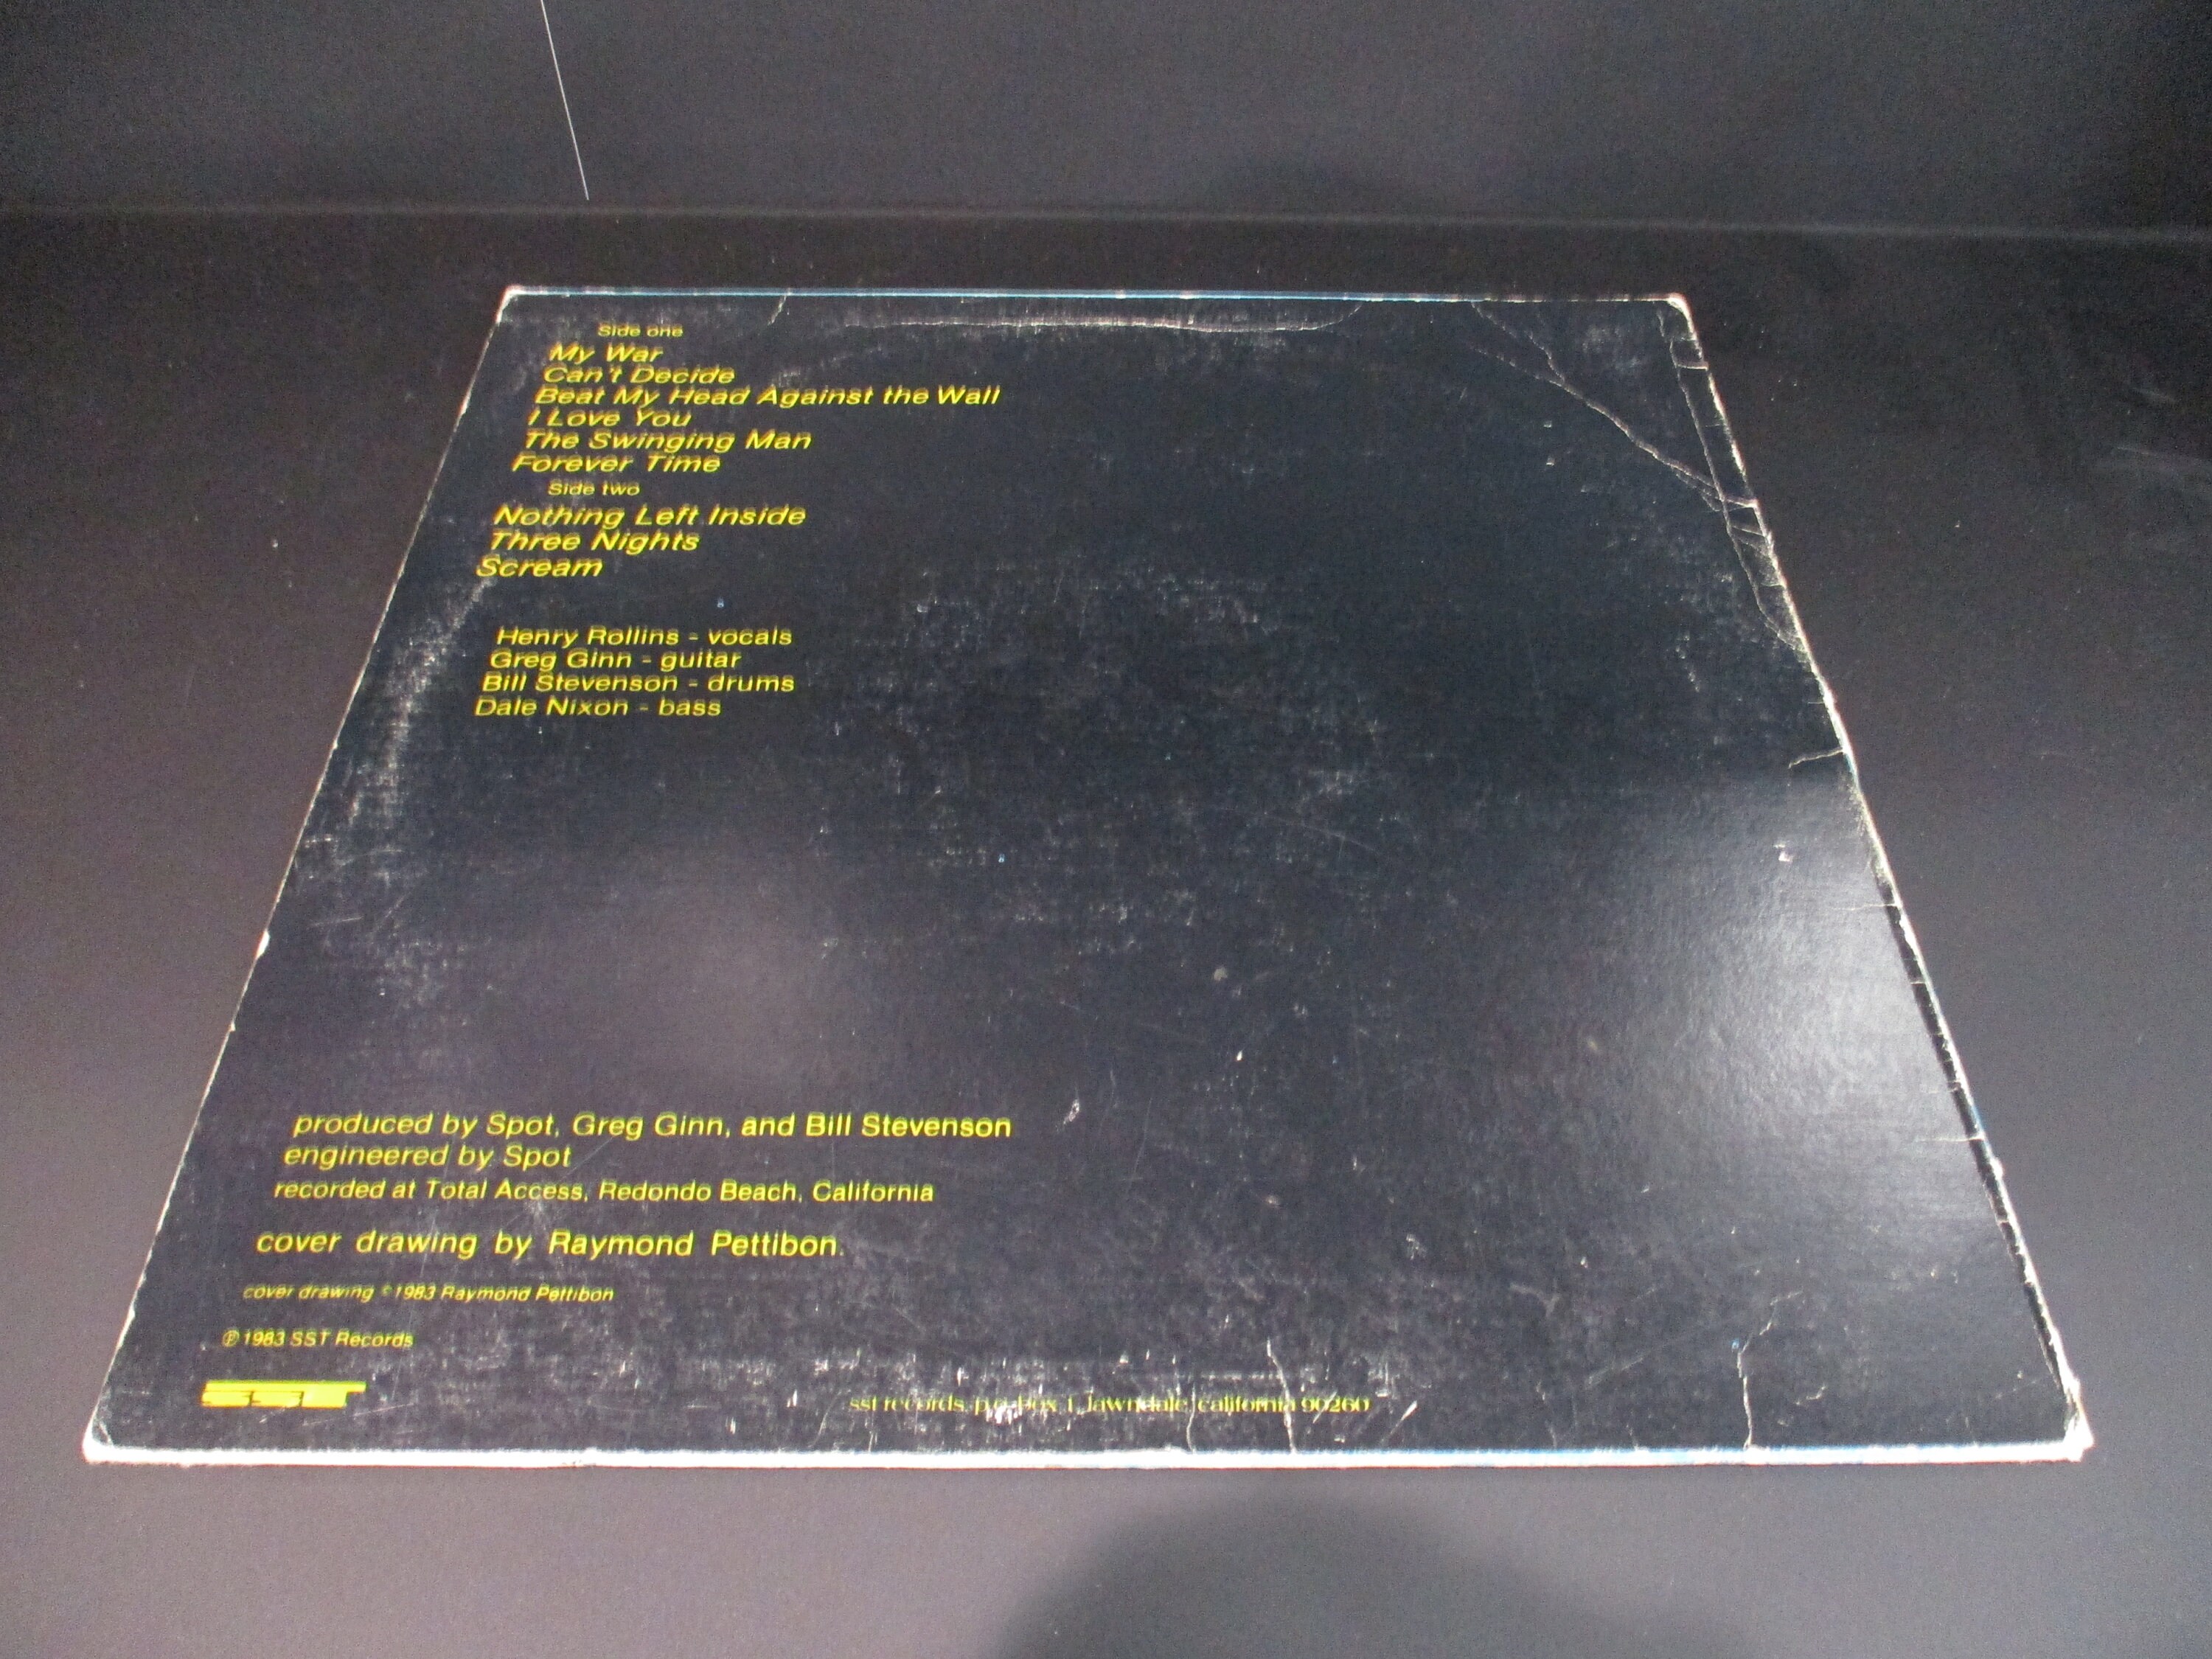 Side one
My War
Can't Decide
Beat My Head Against the Wall
I Love You
The Swinging Man
Forever Time
Side two
Nothing Left Inside
Three Nights
Scream
Henry Rollins - vocals
Greg Ginn - guitar
Bill Stevenson - drums
Dale Nixon - bass
produced by Spot, Greg Ginn, and Bill Stevenson
engineered by Spot
recorded at Total Access, Redondo Beach, California
cover drawing by Raymond Pettibon.
cover drawing ©1983 Raymond Pettibon
℗ 1983 SST Records
SST
sst records, p.o. box 1, lawndale, california 90260